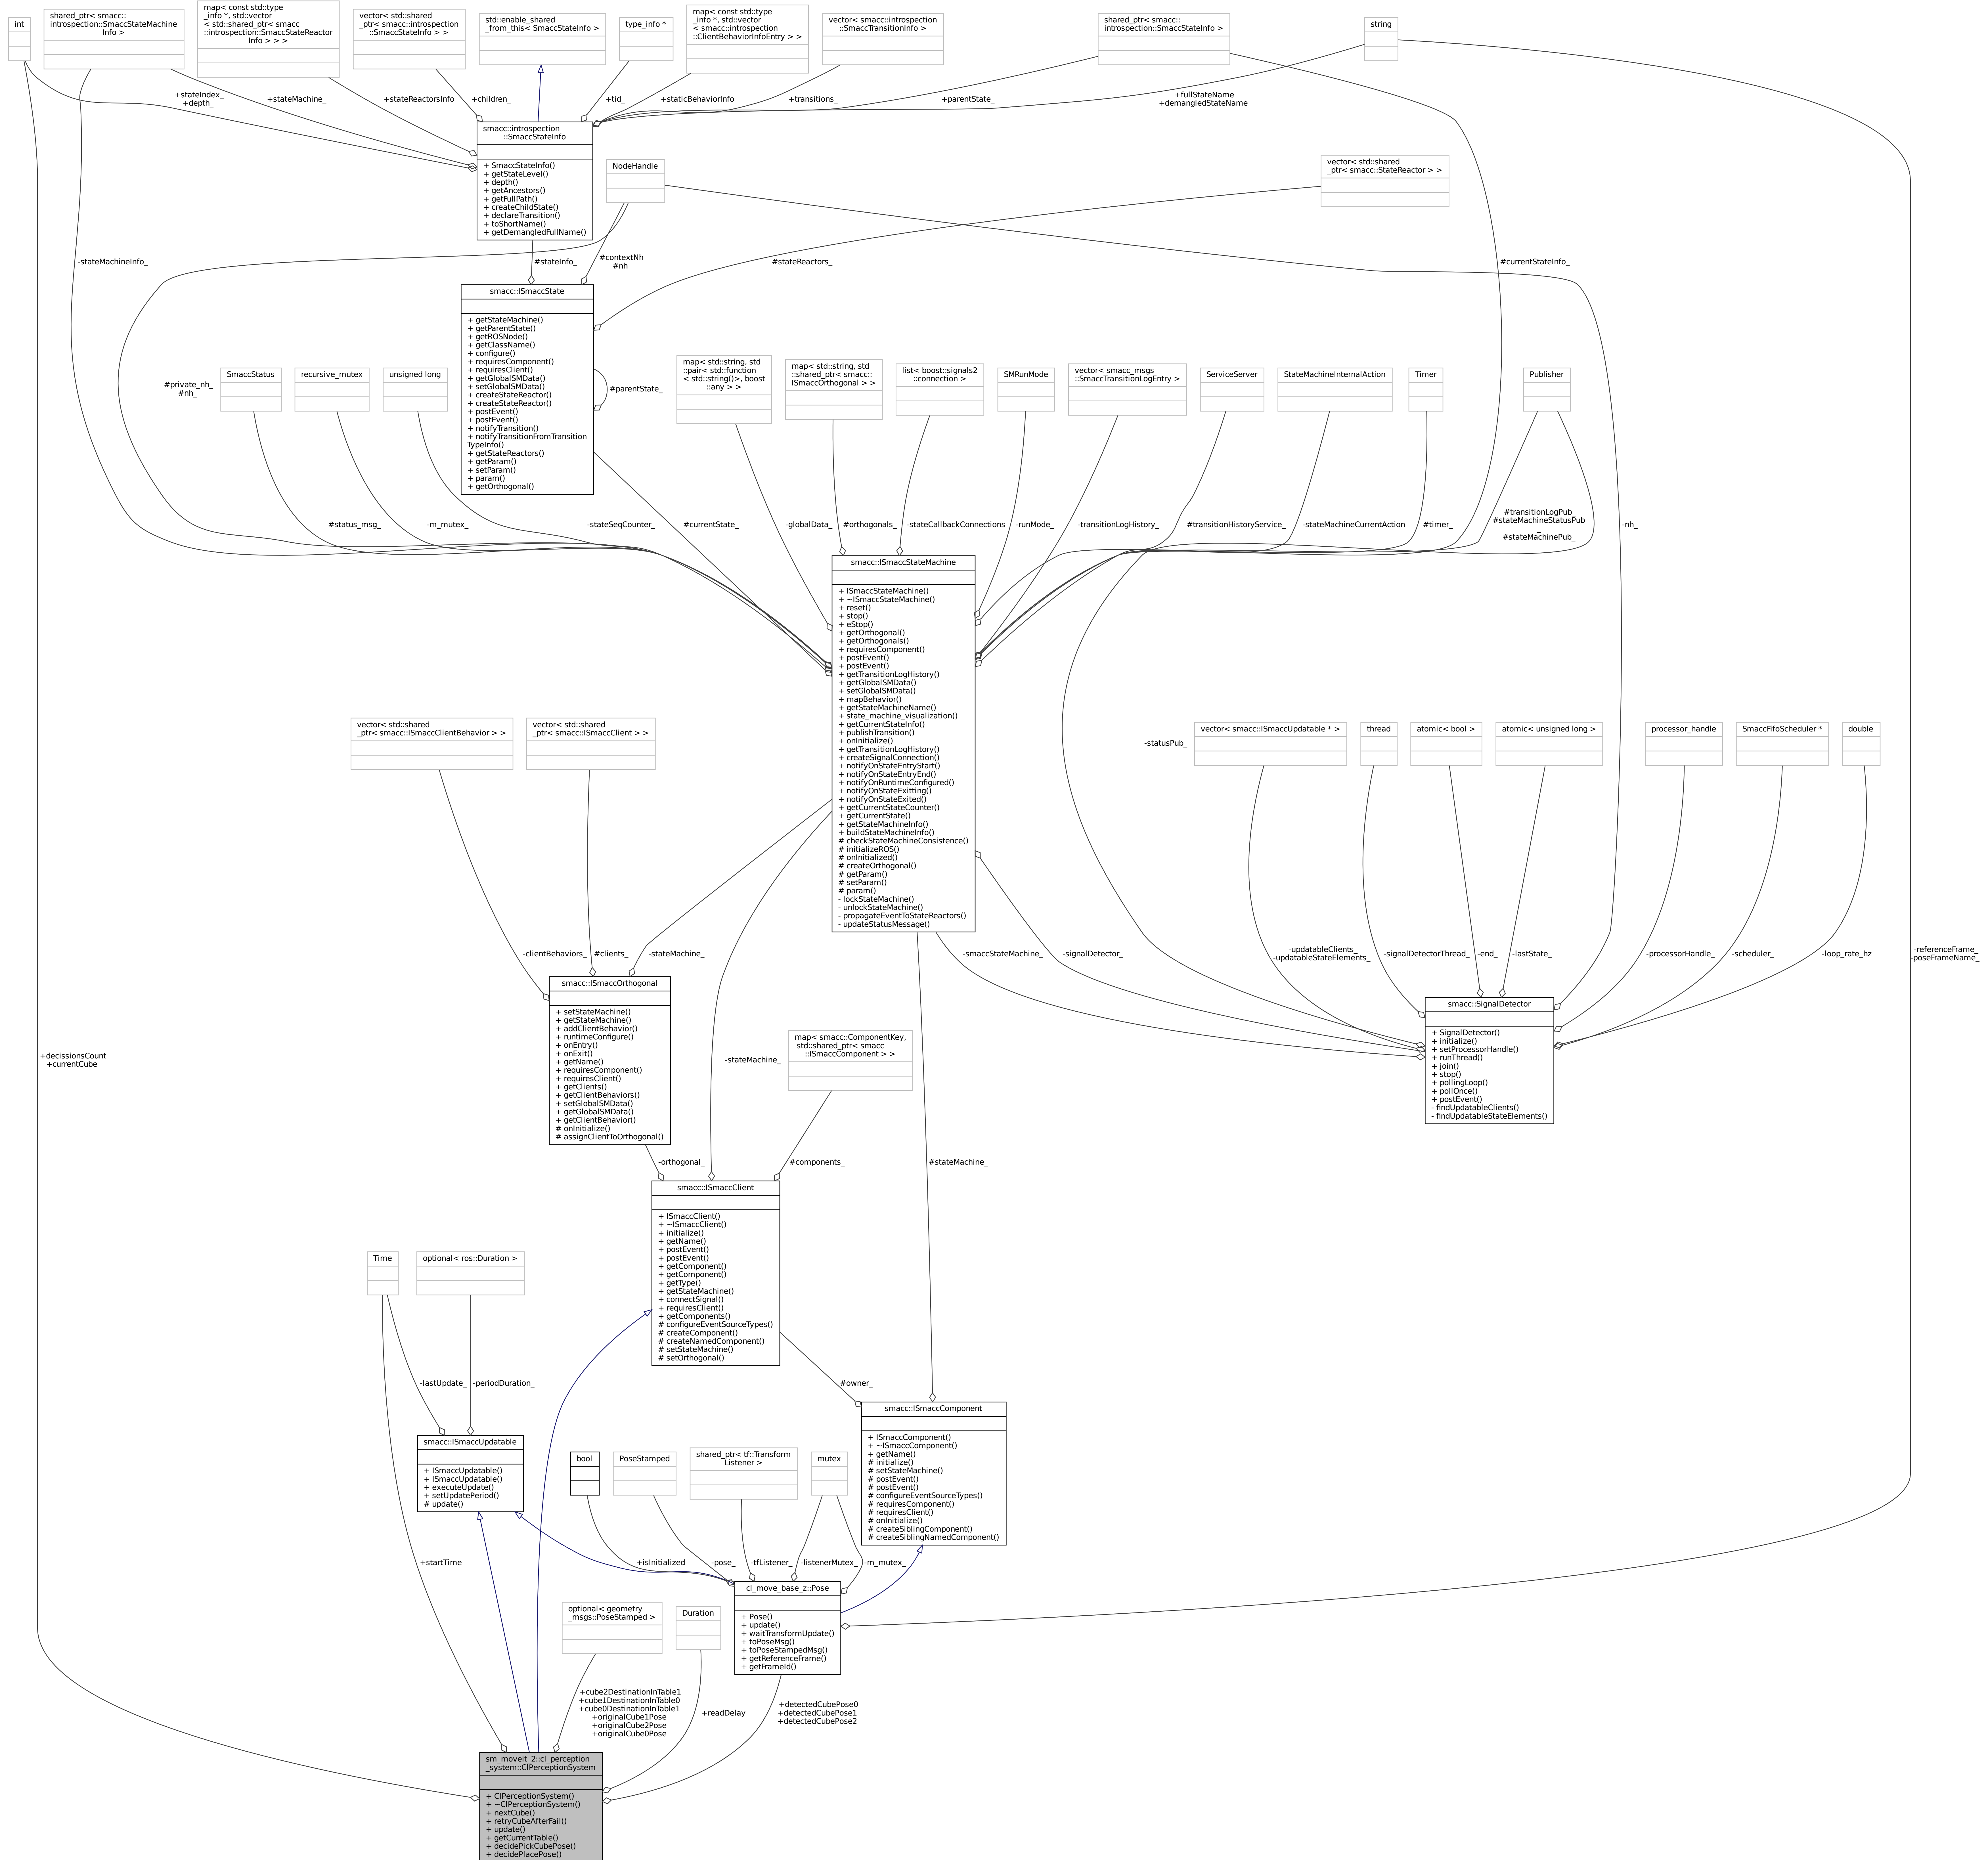 int
shared_ptr< smacc::
introspection::SmaccStateMachine
Info >
map< const std::type
_info *, std::vector
< std::shared_ptr< smacc
::introspection::SmaccStateReactor
Info > > >
vector< std::shared
_ptr< smacc::introspection
::SmaccStateInfo > >
std::enable_shared
_from_this< SmaccStateInfo >
type_info *
map< const std::type
_info *, std::vector
< smacc::introspection
::ClientBehaviorInfoEntry > >
vector< smacc::introspection
::SmaccTransitionInfo >
shared_ptr< smacc::
introspection::SmaccStateInfo >
string
+stateIndex_
+depth_
+stateMachine_
+stateReactorsInfo
+children_
+tid_
+staticBehaviorInfo
+transitions_
+parentState_
+fullStateName
+demangledStateName
smacc::introspection
::SmaccStateInfo
+ SmaccStateInfo()
+ getStateLevel()
+ depth()
+ getAncestors()
+ getFullPath()
+ createChildState()
+ declareTransition()
+ toShortName()
+ getDemangledFullName()
NodeHandle
vector< std::shared
_ptr< smacc::StateReactor > >
-stateMachineInfo_
#stateInfo_
#contextNh
#nh
#stateReactors_
#currentStateInfo_
smacc::ISmaccState
+ getStateMachine()
+ getParentState()
+ getROSNode()
+ getClassName()
+ configure()
+ requiresComponent()
+ requiresClient()
+ getGlobalSMData()
+ setGlobalSMData()
+ createStateReactor()
+ createStateReactor()
+ postEvent()
+ postEvent()
+ notifyTransition()
+ notifyTransitionFromTransition
TypeInfo()
+ getStateReactors()
+ getParam()
+ setParam()
+ param()
+ getOrthogonal()
#parentState_
#private_nh_
#nh_
SmaccStatus
recursive_mutex
unsigned long
map< std::string, std
::pair< std::function
< std::string()>, boost
::any > >
map< std::string, std
::shared_ptr< smacc::
ISmaccOrthogonal > >
list< boost::signals2
::connection >
SMRunMode
vector< smacc_msgs
::SmaccTransitionLogEntry >
ServiceServer
StateMachineInternalAction
Timer
Publisher
#status_msg_
-m_mutex_
-stateSeqCounter_
#currentState_
-globalData_
#orthogonals_
-stateCallbackConnections
-runMode_
-transitionLogHistory_
#transitionHistoryService_
-stateMachineCurrentAction
#timer_
#transitionLogPub_
#stateMachineStatusPub
_
#stateMachinePub_
-nh_
smacc::ISmaccStateMachine
+ ISmaccStateMachine()
+ ~ISmaccStateMachine()
+ reset()
+ stop()
+ eStop()
+ getOrthogonal()
+ getOrthogonals()
+ requiresComponent()
+ postEvent()
+ postEvent()
+ getTransitionLogHistory()
+ getGlobalSMData()
+ setGlobalSMData()
+ mapBehavior()
+ getStateMachineName()
+ state_machine_visualization()
+ getCurrentStateInfo()
+ publishTransition()
+ onInitialize()
+ getTransitionLogHistory()
+ createSignalConnection()
+ notifyOnStateEntryStart()
+ notifyOnStateEntryEnd()
+ notifyOnRuntimeConfigured()
+ notifyOnStateExitting()
+ notifyOnStateExited()
+ getCurrentStateCounter()
+ getCurrentState()
+ getStateMachineInfo()
+ buildStateMachineInfo()
# checkStateMachineConsistence()
# initializeROS()
# onInitialized()
# createOrthogonal()
# getParam()
# setParam()
# param()
- lockStateMachine()
- unlockStateMachine()
- propagateEventToStateReactors()
- updateStatusMessage()
vector< std::shared
_ptr< smacc::ISmaccClientBehavior > >
vector< std::shared
_ptr< smacc::ISmaccClient > >
-statusPub_
vector< smacc::ISmaccUpdatable * >
thread
atomic< bool >
atomic< unsigned long >
processor_handle
SmaccFifoScheduler *
double
-clientBehaviors_
#clients_
-stateMachine_
-smaccStateMachine_
-signalDetector_
-updatableClients_
-updatableStateElements_
-signalDetectorThread_
-end_
-lastState_
-processorHandle_
-scheduler_
-loop_rate_hz
-referenceFrame_
-poseFrameName_
smacc::ISmaccOrthogonal
+ setStateMachine()
+ getStateMachine()
+ addClientBehavior()
+ runtimeConfigure()
+ onEntry()
+ onExit()
+ getName()
+ requiresComponent()
+ requiresClient()
+ getClients()
+ getClientBehaviors()
+ setGlobalSMData()
+ getGlobalSMData()
+ getClientBehavior()
# onInitialize()
# assignClientToOrthogonal()
smacc::SignalDetector
+ SignalDetector()
+ initialize()
+ setProcessorHandle()
+ runThread()
+ join()
+ stop()
+ pollingLoop()
+ pollOnce()
+ postEvent()
- findUpdatableClients()
- findUpdatableStateElements()
+decissionsCount
+currentCube
-stateMachine_
map< smacc::ComponentKey,
std::shared_ptr< smacc
::ISmaccComponent > >
-orthogonal_
#components_
#stateMachine_
smacc::ISmaccClient
+ ISmaccClient()
+ ~ISmaccClient()
+ initialize()
+ getName()
+ postEvent()
+ postEvent()
+ getComponent()
+ getComponent()
+ getType()
+ getStateMachine()
+ connectSignal()
+ requiresClient()
+ getComponents()
# configureEventSourceTypes()
# createComponent()
# createNamedComponent()
# setStateMachine()
# setOrthogonal()
Time
optional< ros::Duration >
-lastUpdate_
-periodDuration_
#owner_
smacc::ISmaccComponent
+ ISmaccComponent()
+ ~ISmaccComponent()
+ getName()
# initialize()
# setStateMachine()
# postEvent()
# postEvent()
# configureEventSourceTypes()
# requiresComponent()
# requiresClient()
# onInitialize()
# createSiblingComponent()
# createSiblingNamedComponent()
smacc::ISmaccUpdatable
+ ISmaccUpdatable()
+ ISmaccUpdatable()
+ executeUpdate()
+ setUpdatePeriod()
# update()
bool
PoseStamped
shared_ptr< tf::Transform
Listener >
mutex
+startTime
+isInitialized
-pose_
-tfListener_
-listenerMutex_
-m_mutex_
cl_move_base_z::Pose
+ Pose()
+ update()
+ waitTransformUpdate()
+ toPoseMsg()
+ toPoseStampedMsg()
+ getReferenceFrame()
+ getFrameId()
optional< geometry
_msgs::PoseStamped >
Duration
+cube2DestinationInTable1
+cube1DestinationInTable0
+cube0DestinationInTable1
+originalCube1Pose
+originalCube2Pose
+originalCube0Pose
+readDelay
+detectedCubePose0
+detectedCubePose1
+detectedCubePose2
sm_moveit_2::cl_perception
_system::ClPerceptionSystem
+ ClPerceptionSystem()
+ ~ClPerceptionSystem()
+ nextCube()
+ retryCubeAfterFail()
+ update()
+ getCurrentTable()
+ decidePickCubePose()
+ decidePlacePose()